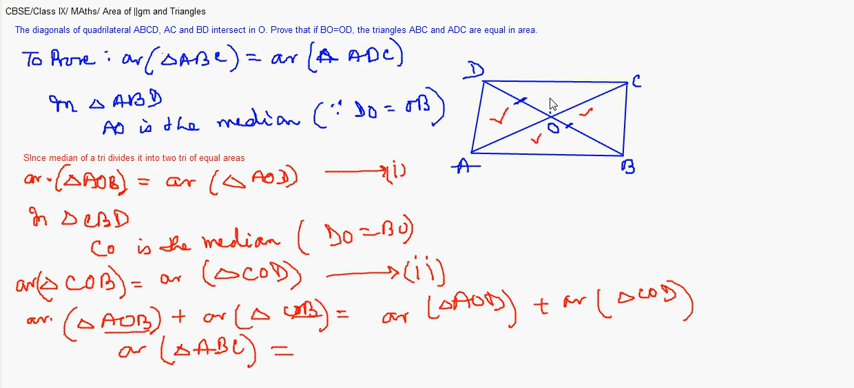 CBSE/Class IX/ MAths/ Area of ||gm and Triangles
The diagonals of quadrilateral ABCD, AC and BD intersect in O. Prove that if BO=OD, the triangles ABC and ADC are equal in area.
To Prove : ar (△ABC) = ar (△ ADC)
In △ ABD
AO is the median (∵ DO = OB)
D
C
O
A
B
SInce median of a tri divides it into two tri of equal areas
ar. (△AOB) = ar (△ AOD) ⟶ (i)
In △ CBD
CO is the median ( DO = BO)
ar(△ COB) = ar (△COD) ⟶ (ii)
ar. (△ AOB) + ar (△ COB) = ar (△AOD) + ar (△COD)
ar (△ABC) =